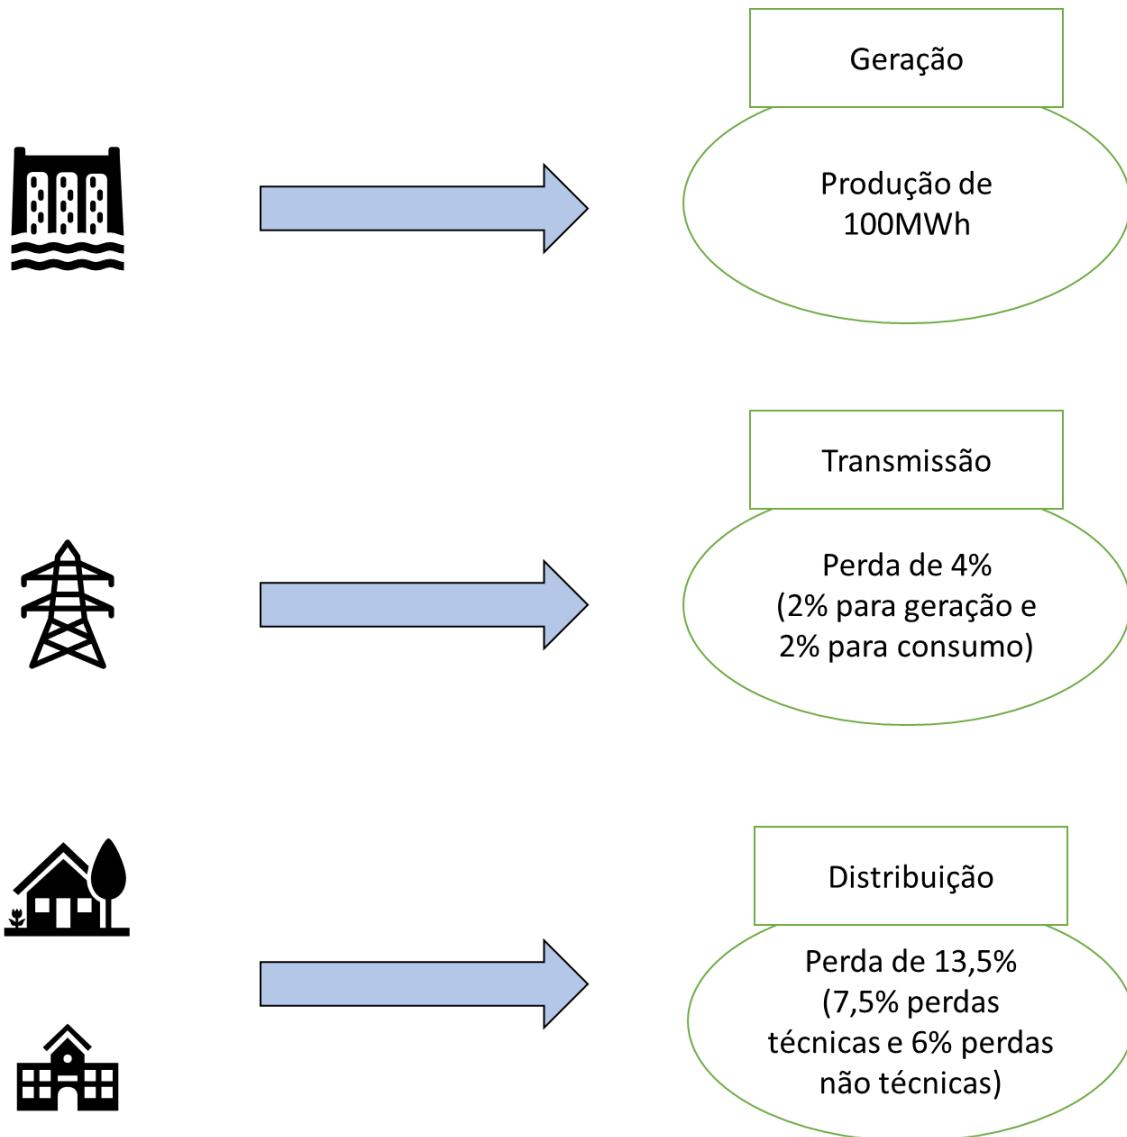 Geração
Produção de
100MWh
Transmissão
Perda de 4%
(2% para geração e
2% para consumo)
Distribuição
Perda de 13,5%
(7,5% perdas
técnicas e 6% perdas
não técnicas)